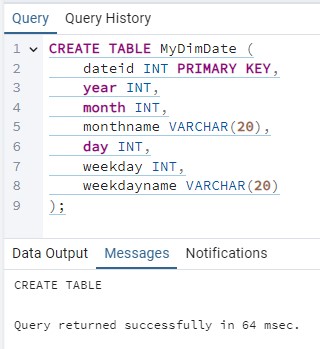 Query Query History
1 CREATE TABLE MyDimDate (
2 dateid INT PRIMARY KEY,
3 year INT,
4 month INT,
5 monthname VARCHAR(20),
6 day INT,
7 weekday INT,
8 weekdayname VARCHAR(20)
9 );
Data Output Messages Notifications
CREATE TABLE
Query returned successfully in 64 msec.